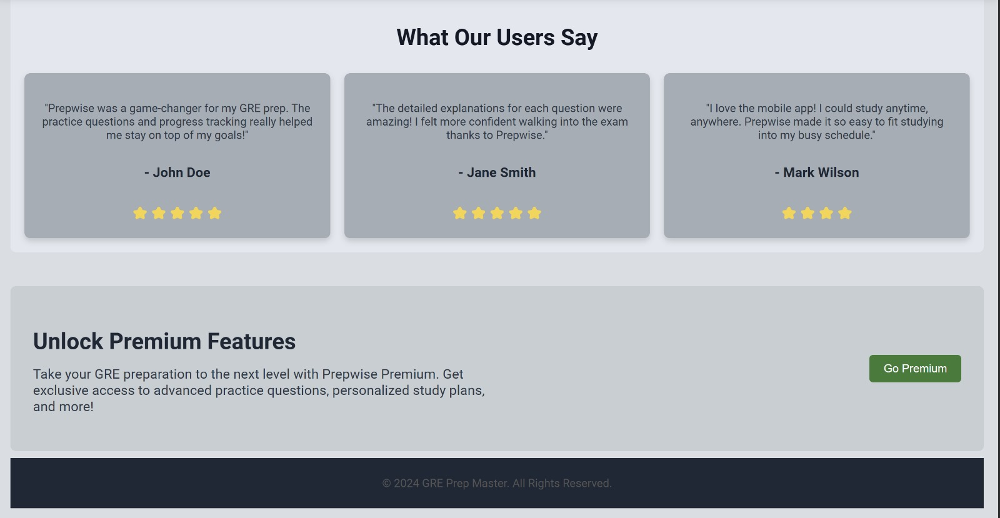 What Our Users Say
"Prepwise was a game-changer for my GRE prep. The
practice questions and progress tracking really helped
me stay on top of my goals!"
- John Doe
"The detailed explanations for each question were
amazing! I felt more confident walking into the exam
thanks to Prepwise."
- Jane Smith
"I love the mobile app! I could study anytime,
anywhere. Prepwise made it so easy to fit studying
into my busy schedule."
- Mark Wilson
Unlock Premium Features
Take your GRE preparation to the next level with Prepwise Premium. Get
exclusive access to advanced practice questions, personalized study plans,
and more!
Go Premium
© 2024 GRE Prep Master. All Rights Reserved.